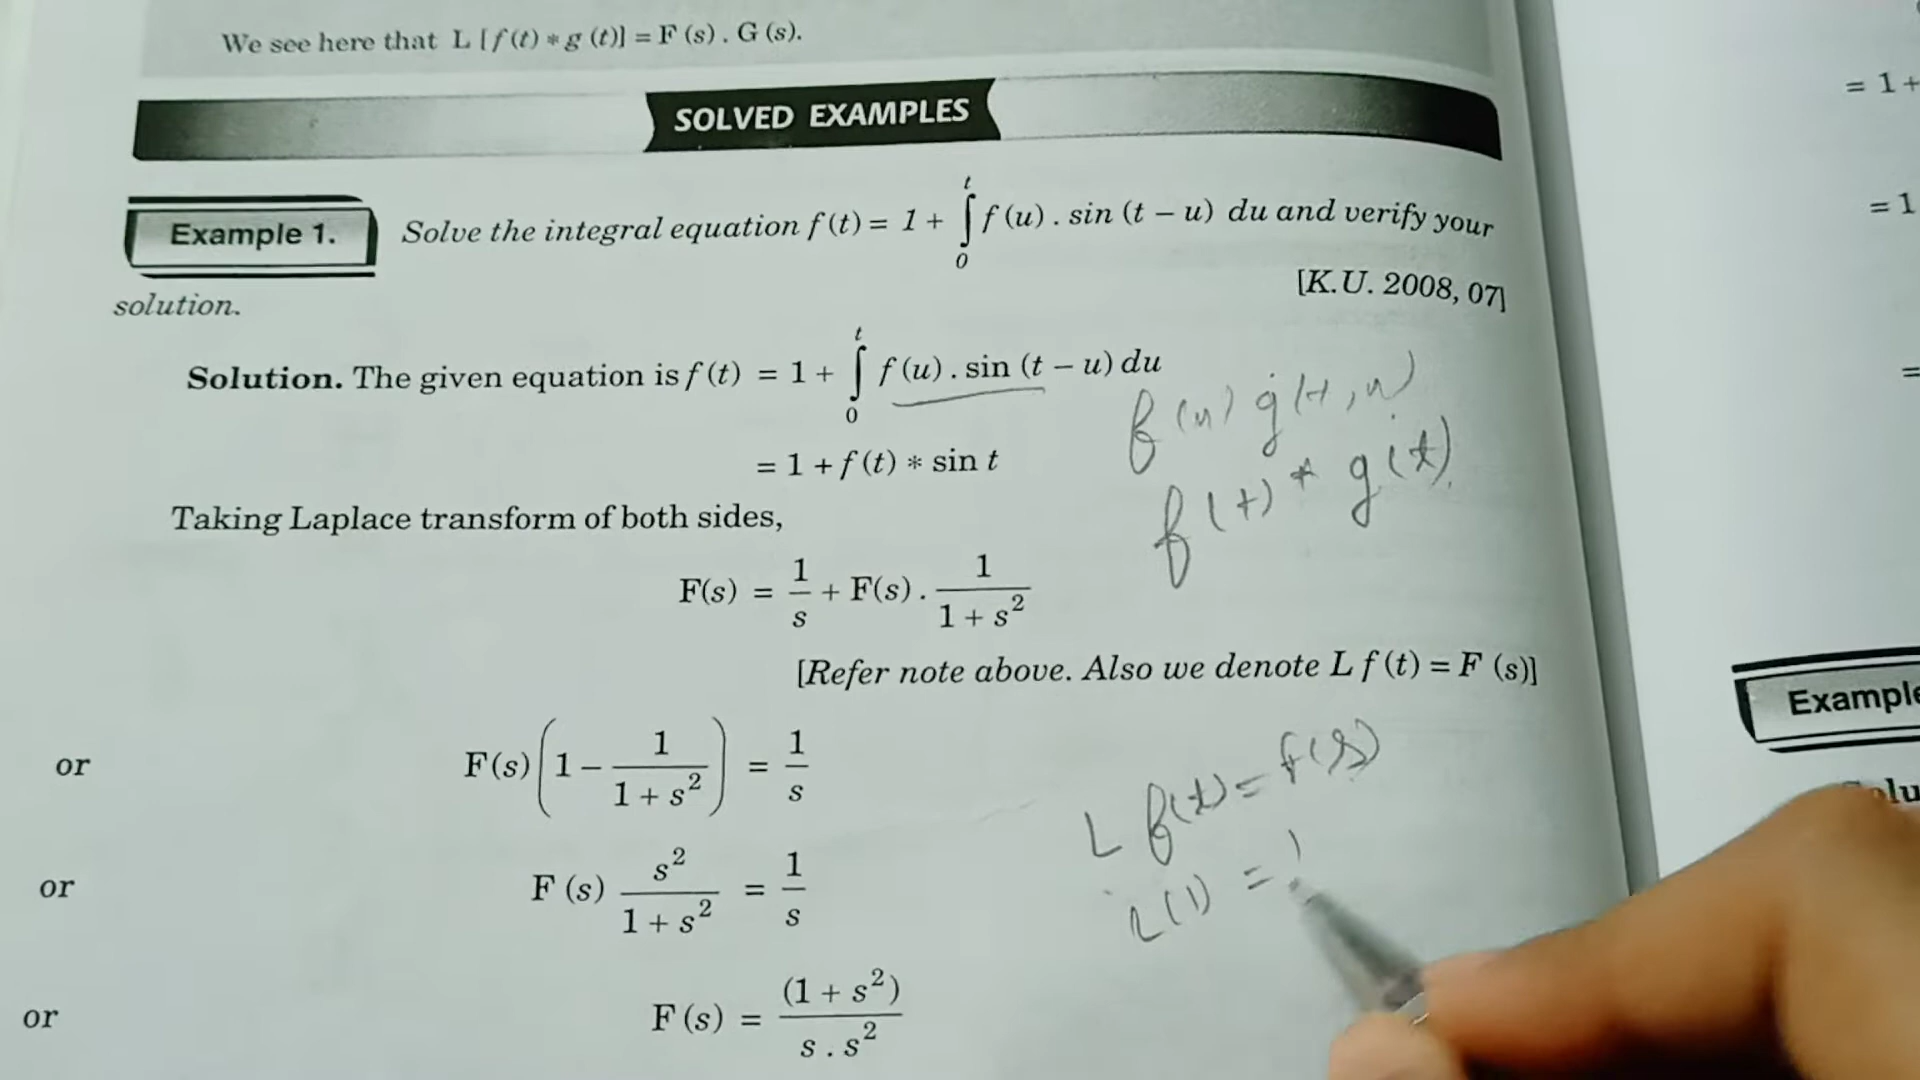 We see here that L [f(t) * g (t)] = F (s) . G (s).
SOLVED EXAMPLES
Example 1. Solve the integral equation f (t) = 1 + ∫₀ᵗ f (u) . sin (t – u) du and verify your
solution. [K.U. 2008, 07]
Solution. The given equation is f (t) = 1 + ∫₀ᵗ f (u) . sin (t – u) du
f(u) g(t, u)
= 1 + f (t) * sin t
f(t) * g(t)
Taking Laplace transform of both sides,
F(s) = 1/s + F(s) . 1/(1 + s²)
[Refer note above. Also we denote L f (t) = F (s)]
or F(s) (1 – 1/(1 + s²)) = 1/s
L f(t) = f(s)
or F (s) s²/(1 + s²) = 1/s
L(1) = 1
or F (s) = (1 + s²)/(s . s²)
= 1 +
= 1
=
Example